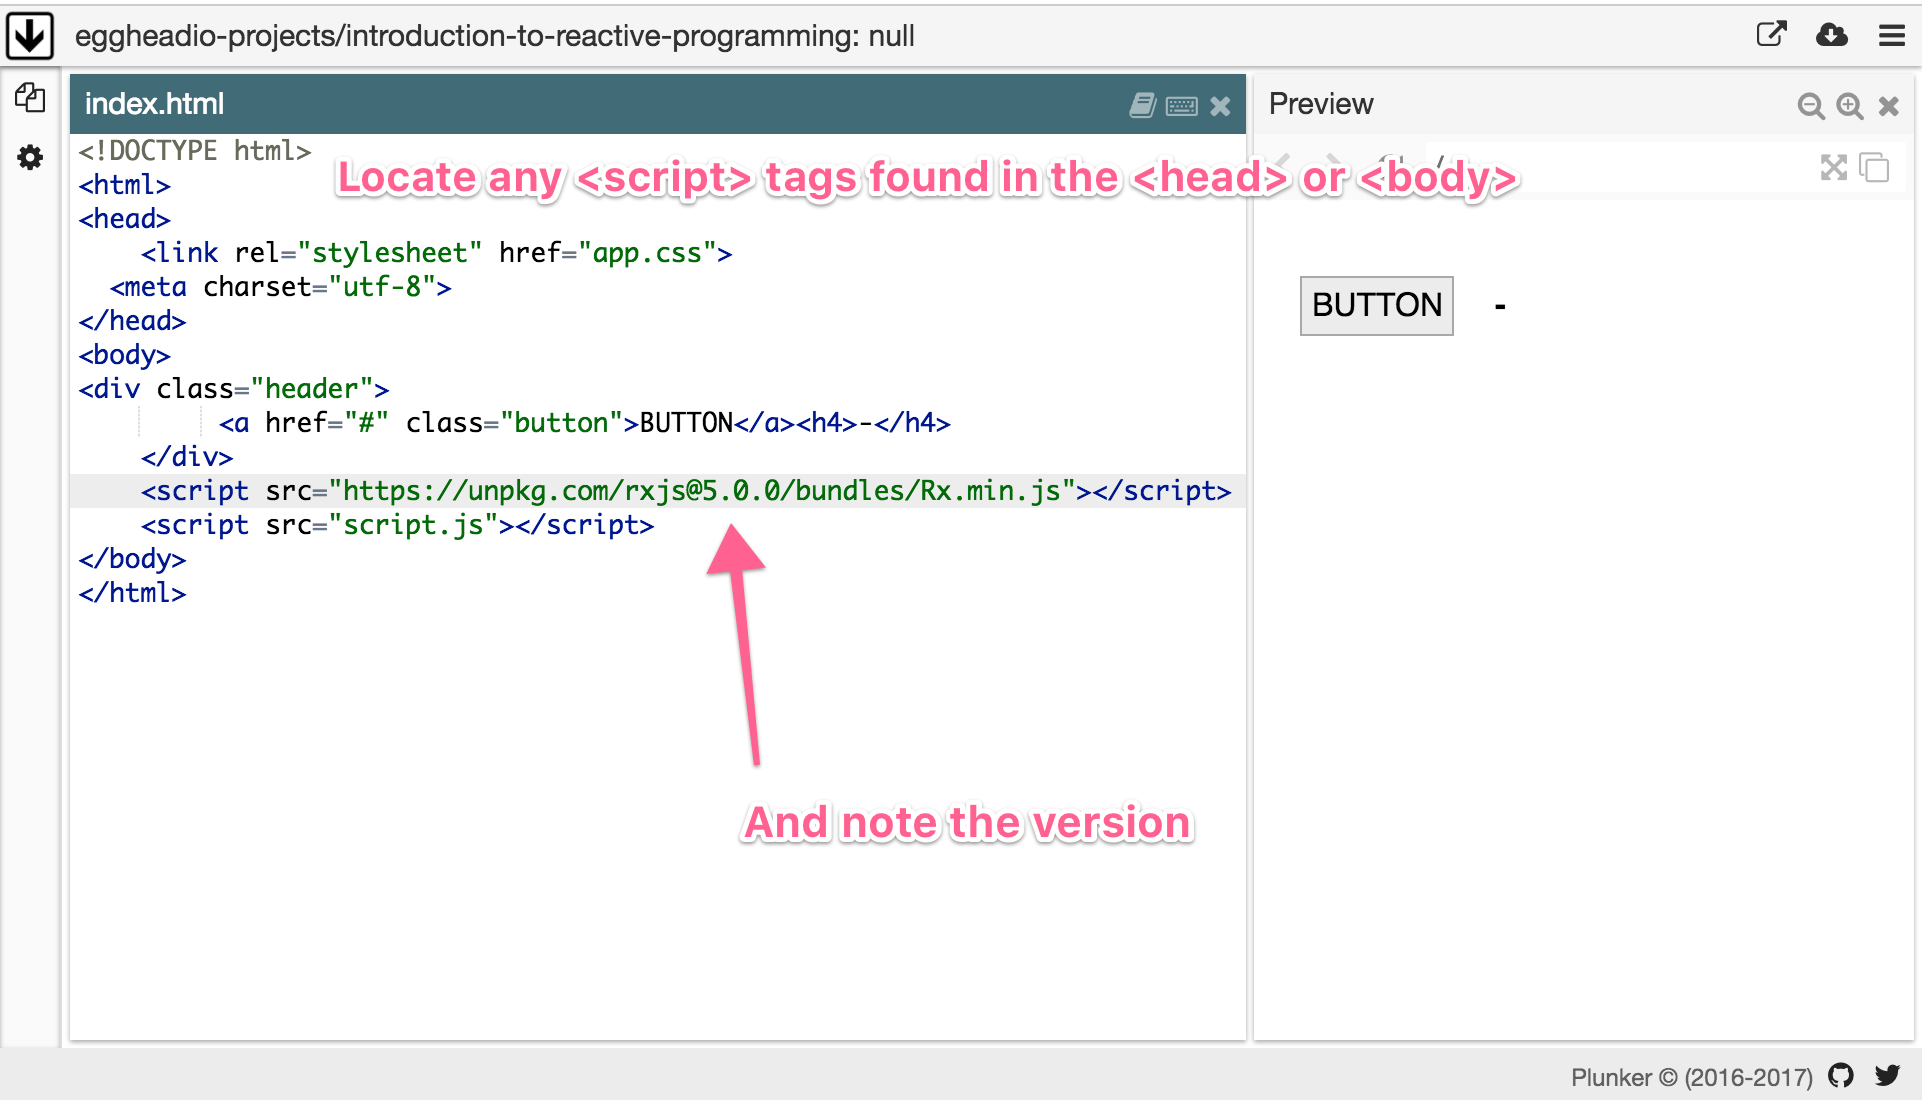 eggheadio-projects/introduction-to-reactive-programming: null
index.html
Preview
Locate any <script> tags found in the <head> or <body>
<!DOCTYPE html>
<html>
<head>
    <link rel="stylesheet" href="app.css">
  <meta charset="utf-8">
</head>
<body>
<div class="header">
         <a href="#" class="button">BUTTON</a><h4>-</h4>
    </div>
    <script src="https://unpkg.com/rxjs@5.0.0/bundles/Rx.min.js"></script>
    <script src="script.js"></script>
</body>
</html>
And note the version
/
BUTTON -
Plunker © (2016-2017)